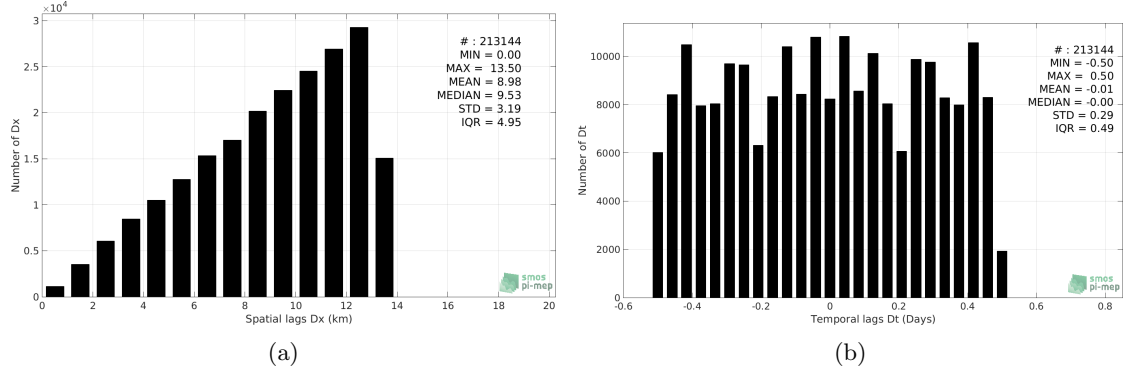 ×10⁴
3
2.5
2
1.5
1
0.5
0
Number of Dx
# : 213144
MIN = 0.00
MAX = 13.50
MEAN = 8.98
MEDIAN = 9.53
STD = 3.19
IQR = 4.95
smos
pi-mep
0 2 4 6 8 10 12 14 16 18 20
Spatial lags Dx (km)
(a)
10000
8000
6000
4000
2000
0
Number of Dt
# : 213144
MIN = -0.50
MAX = 0.50
MEAN = -0.01
MEDIAN = -0.00
STD = 0.29
IQR = 0.49
smos
pi-mep
-0.6 -0.4 -0.2 0 0.2 0.4 0.6 0.8
Temporal lags Dt (Days)
(b)